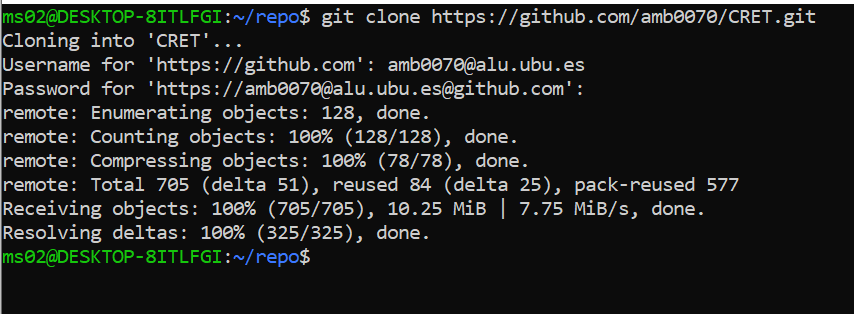 ms02@DESKTOP-8ITLFGI:~/repo$ git clone https://github.com/amb0070/CRET.git
Cloning into 'CRET'...
Username for 'https://github.com': amb0070@alu.ubu.es
Password for 'https://amb0070@alu.ubu.es@github.com':
remote: Enumerating objects: 128, done.
remote: Counting objects: 100% (128/128), done.
remote: Compressing objects: 100% (78/78), done.
remote: Total 705 (delta 51), reused 84 (delta 25), pack-reused 577
Receiving objects: 100% (705/705), 10.25 MiB | 7.75 MiB/s, done.
Resolving deltas: 100% (325/325), done.
ms02@DESKTOP-8ITLFGI:~/repo$